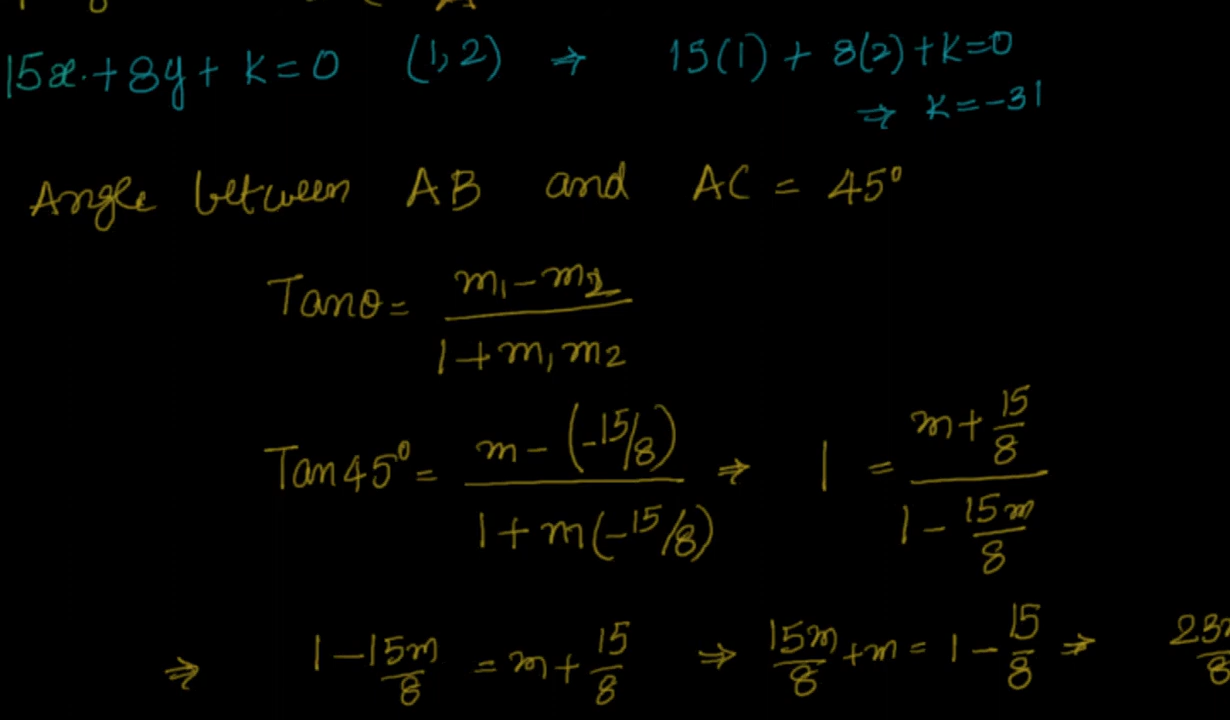 15x + 8y + K = 0 (1, 2) ⇒ 15(1) + 8(2) + K = 0
⇒ K = -31
Angle between AB and AC = 45°
Tanθ = (m₁ - m₂)/(1 + m₁m₂)
Tan45° = (m - (-15/8))/(1 + m(-15/8)) ⇒ 1 = (m + 15/8)/(1 - 15m/8)
⇒ 1 - 15m/8 = m + 15/8 ⇒ 15m/8 + m = 1 - 15/8 ⇒